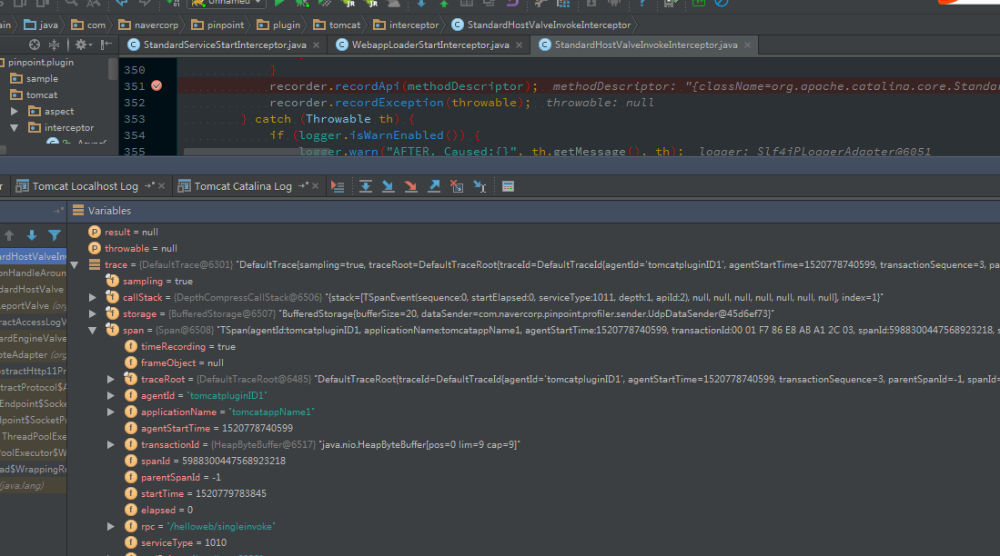 Unnamed
ain java com navercorp pinpoint plugin tomcat interceptor StandardHostValveInvokeInterceptor
StandardServiceStartInterceptor.java WebappLoaderStartInterceptor.java StandardHostValveInvokeInterceptor.java
pinpoint.plugin
sample
tomcat
aspect
interceptor
350 }
351 recorder.recordApi(methodDescriptor); methodDescriptor: "{className=org.apache.catalina.core.Standa
352 recorder.recordException(throwable); throwable: null
353 } catch (Throwable th) {
354 if (logger.isWarnEnabled()) {
355 logger.warn("AFTER. Caused:{}", th.getMessage(), th); logger: Slf4jPLoggerAdapter@6051
r Tomcat Localhost Log Tomcat Catalina Log
Variables
ardHostValveInv
onHandleAroun
dardHostValve
ReportValve (org
ractAccessLogV
dardEngineValve
oteAdapter (org
bstractHttp11Pr
tractProtocol$A
Endpoint$Socke
dpoint$SocketPr
ThreadPoolExe
PoolExecutor$W
ad$WrappingRu
(java.lang)
result = null
throwable = null
trace = {DefaultTrace@6301} "DefaultTrace{sampling=true, traceRoot=DefaultTraceRoot{traceId=DefaultTraceId{agentId='tomcatpluginID1', agentStartTime=1520778740599, transactionSequence=3, pa
sampling = true
callStack = {DepthCompressCallStack@6506} "{stack=[TSpanEvent(sequence:0, startElapsed:0, serviceType:1011, depth:1, apiId:2), null, null, null, null, null, null, null], index=1}"
storage = {BufferedStorage@6507} "BufferedStorage{bufferSize=20, dataSender=com.navercorp.pinpoint.profiler.sender.UdpDataSender@45d6ef73}"
span = {Span@6508} "TSpan(agentId:tomcatpluginID1, applicationName:tomcatappName1, agentStartTime:1520778740599, transactionId:00 01 F7 86 E8 AB A1 2C 03, spanId:5988300447568923218, s
timeRecording = true
frameObject = null
traceRoot = {DefaultTraceRoot@6485} "DefaultTraceRoot{traceId=DefaultTraceId{agentId='tomcatpluginID1', agentStartTime=1520778740599, transactionSequence=3, parentSpanId=-1, spanId=
agentId = "tomcatpluginID1"
applicationName = "tomcatappName1"
agentStartTime = 1520778740599
transactionId = {HeapByteBuffer@6517} "java.nio.HeapByteBuffer[pos=0 lim=9 cap=9]"
spanId = 5988300447568923218
parentSpanId = -1
startTime = 1520779783845
elapsed = 0
rpc = "/helloweb/singleinvoke"
serviceType = 1010